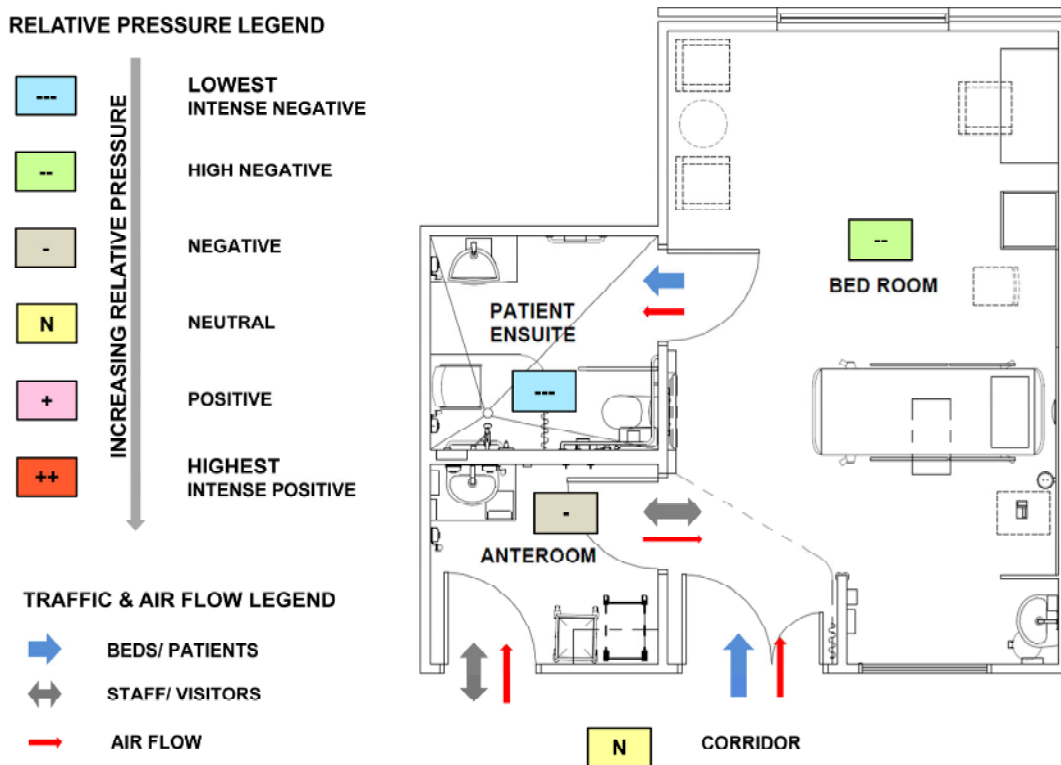 RELATIVE PRESSURE LEGEND
INCREASING RELATIVE PRESSURE
---
LOWEST
INTENSE NEGATIVE
--
HIGH NEGATIVE
-
NEGATIVE
N
NEUTRAL
+
POSITIVE
++
HIGHEST
INTENSE POSITIVE
TRAFFIC & AIR FLOW LEGEND
BEDS/ PATIENTS
STAFF/ VISITORS
AIR FLOW
--
BED ROOM
PATIENT
ENSUITE
---
-
ANTEROOM
N
CORRIDOR